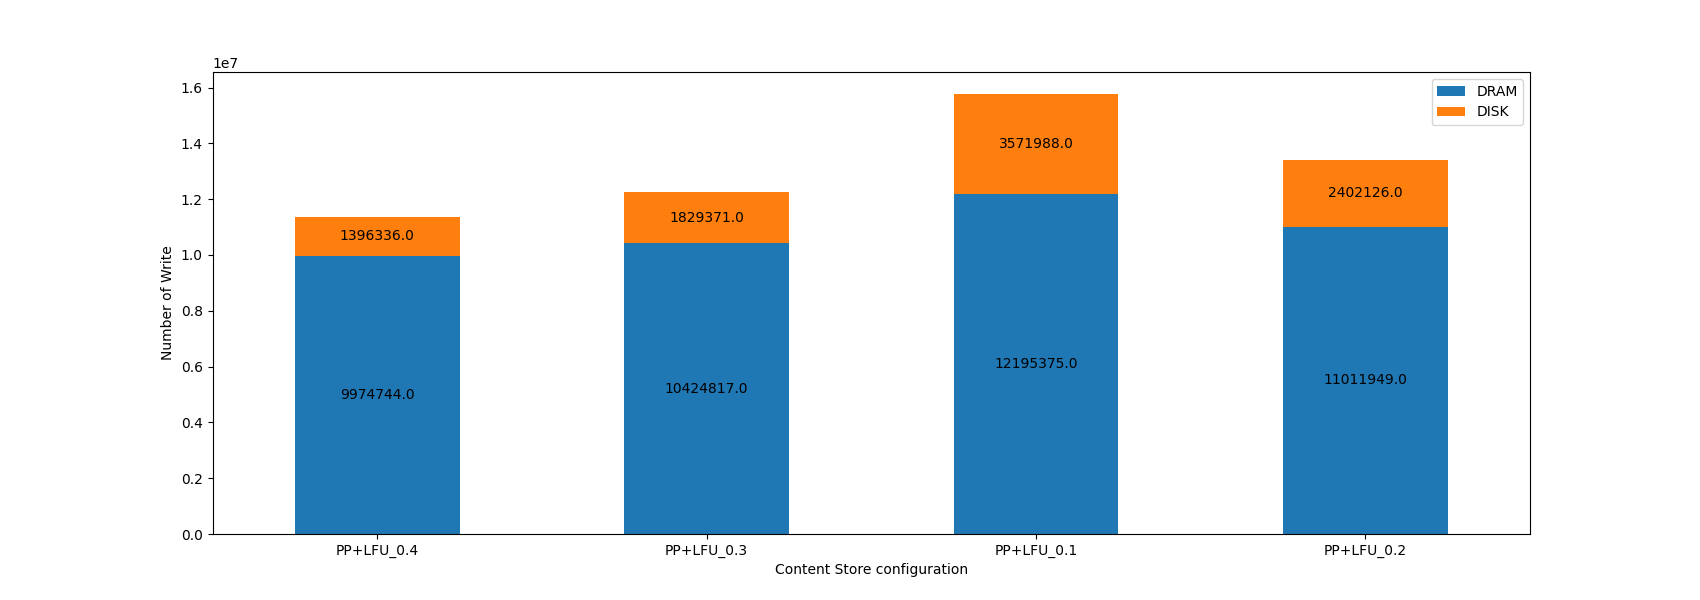 1e7
1.6
1.4
1.2
1.0
0.8
0.6
0.4
0.2
0.0
Number of Write
DRAM
DISK
1396336.0
9974744.0
1829371.0
10424817.0
3571988.0
12195375.0
2402126.0
11011949.0
PP+LFU_0.4
PP+LFU_0.3
PP+LFU_0.1
PP+LFU_0.2
Content Store configuration